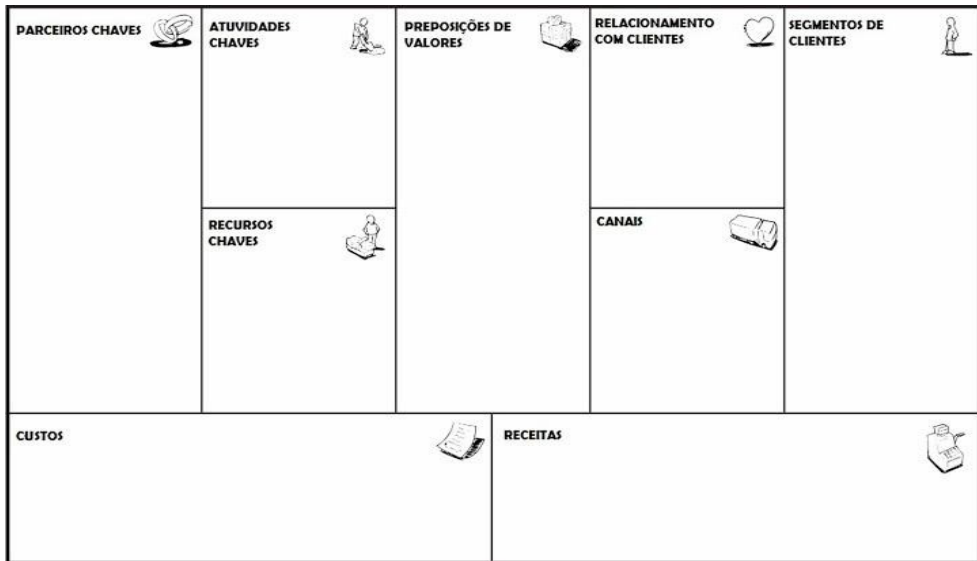 PARCEIROS CHAVES
ATUVIDADES
CHAVES
PREPOSIÇÕES DE
VALORES
RELACIONAMENTO
COM CLIENTES
SEGMENTOS DE
CLIENTES
RECURSOS
CHAVES
CANAIS
CUSTOS
RECEITAS